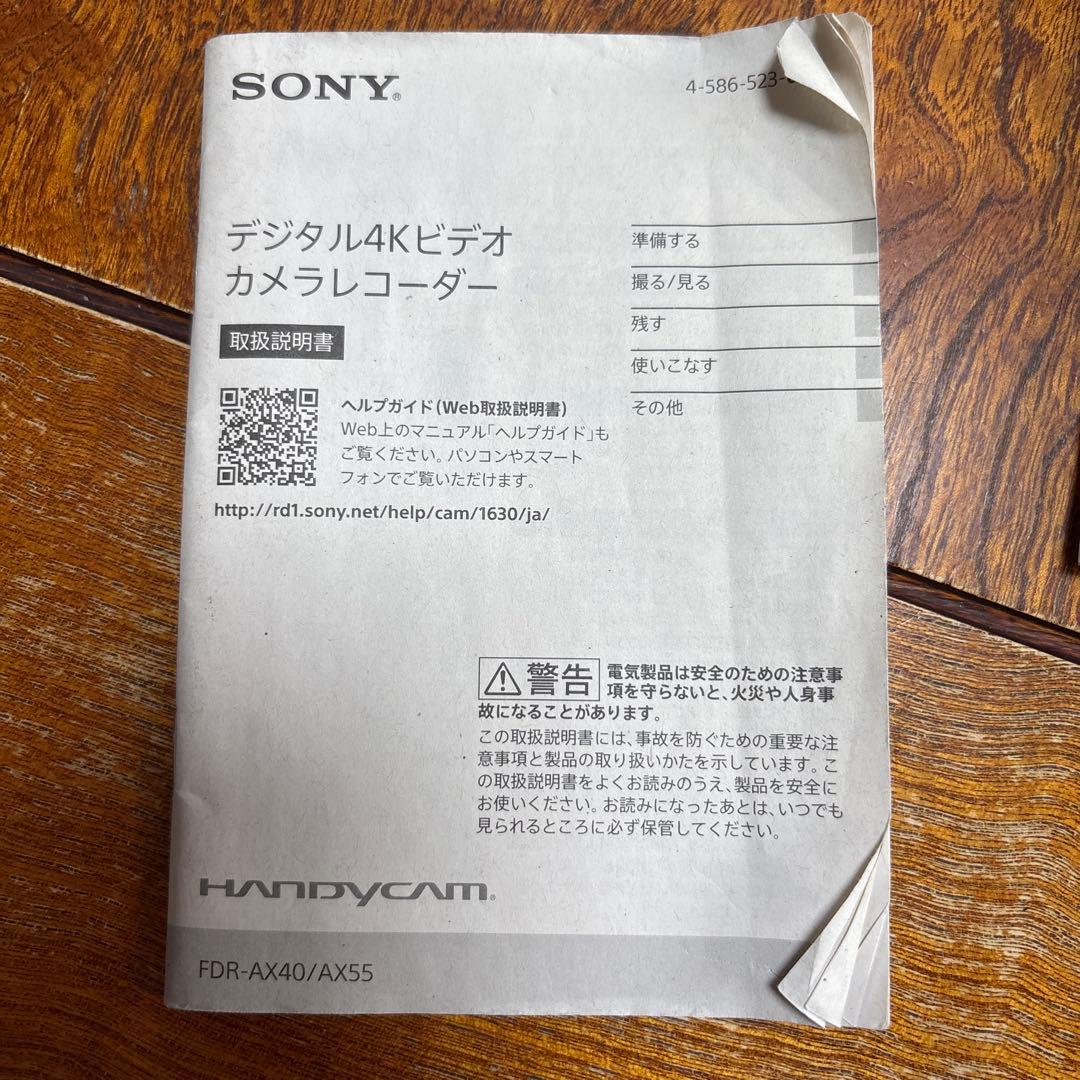 SONY®
4-586-523-
デジタル4Kビデオ
カメラレコーダー
取扱説明書
準備する
撮る/見る
残す
使いこなす
その他
ヘルプガイド(Web取扱説明書)
Web上のマニュアル「ヘルプガイド」も
ご覧ください。パソコンやスマート
フォンでご覧いただけます。
http://rd1.sony.net/help/cam/1630/ja/
警告 電気製品は安全のための注意事
項を守らないと、火災や人身事
故になることがあります。
この取扱説明書には、事故を防ぐための重要な注
意事項と製品の取り扱いかたを示しています。こ
の取扱説明書をよくお読みのうえ、製品を安全に
お使いください。お読みになったあとは、いつでも
見られるところに必ず保管してください。
HANDYCAM®
FDR-AX40/AX55